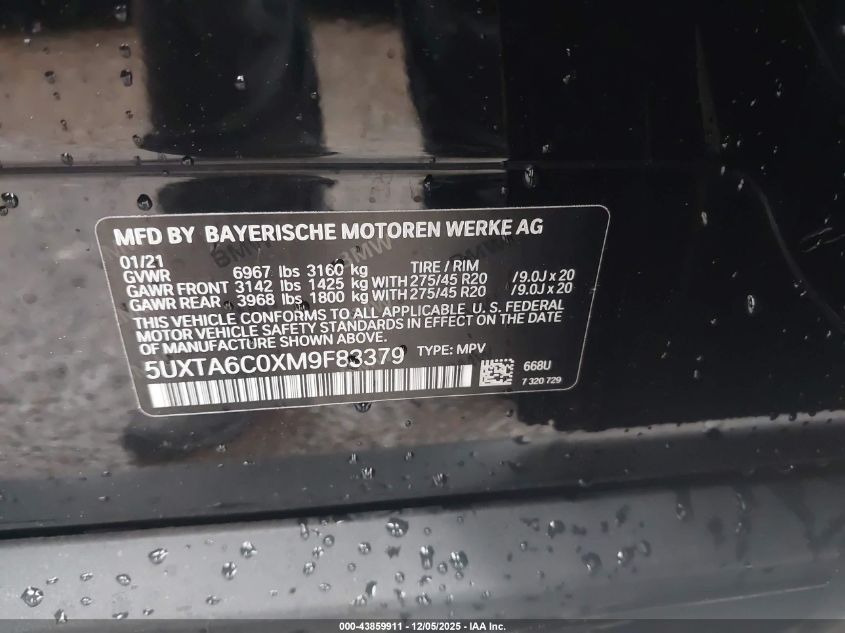 MFD BY BAYERISCHE MOTOREN WERKE AG
01/21
GVWR 6967 lbs 3160 kg TIRE / RIM
GAWR FRONT 3142 lbs 1425 kg WITH 275/45 R20 /9.0J x 20
GAWR REAR 3968 lbs 1800 kg WITH 275/45 R20 /9.0J x 20
THIS VEHICLE CONFORMS TO ALL APPLICABLE U.S. FEDERAL
MOTOR VEHICLE SAFETY STANDARDS IN EFFECT ON THE DATE
OF MANUFACTURE SHOWN ABOVE.
5UXTA6C0XM9F83379 TYPE: MPV
668U
7 320 729
BMW BMW BMW
000-43859911 - 12/05/2025 - IAA Inc.